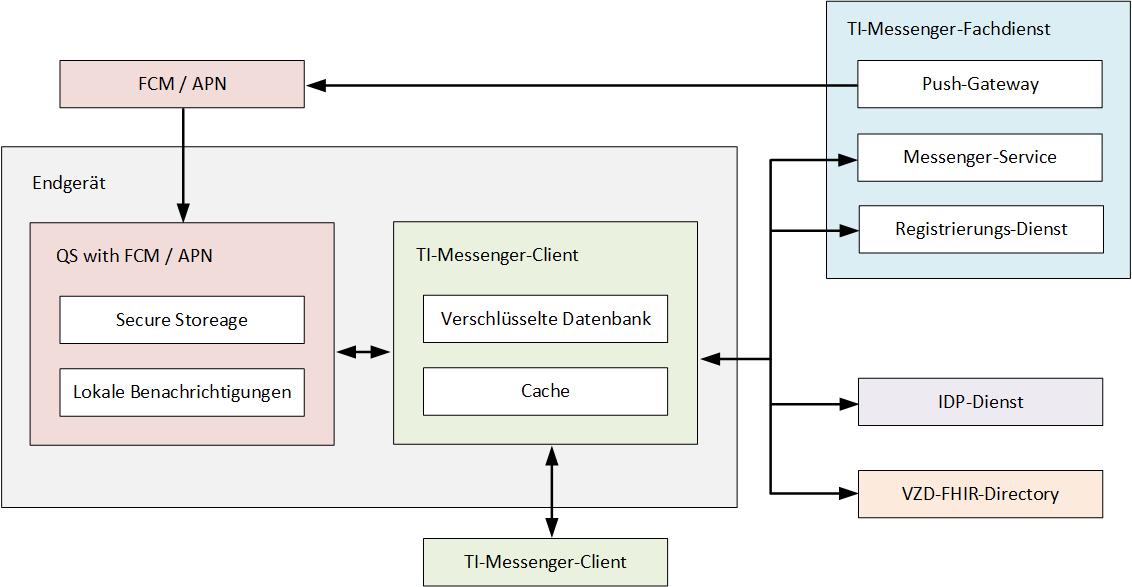 TI-Messenger-Fachdienst
FCM / APN
Push-Gateway
Messenger-Service
Registrierungs-Dienst
Endgerät
QS with FCM / APN
Secure Storeage
Lokale Benachrichtigungen
TI-Messenger-Client
Verschlüsselte Datenbank
Cache
IDP-Dienst
VZD-FHIR-Directory
TI-Messenger-Client